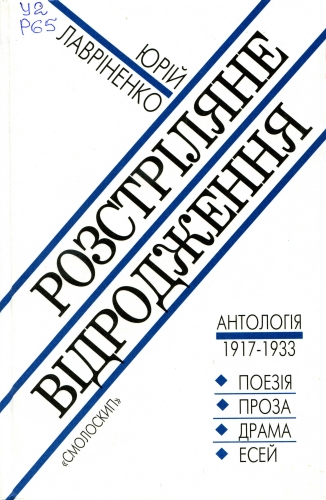 У2
Р65
ЮРІЙ
ЛАВРІНЕНКО
РОЗСТРІЛЯНЕ
ВІДРОДЖЕННЯ
«СМОЛОСКИП»
АНТОЛОГІЯ
1917-1933
ПОЕЗІЯ
ПРОЗА
ДРАМА
ЕСЕЙ